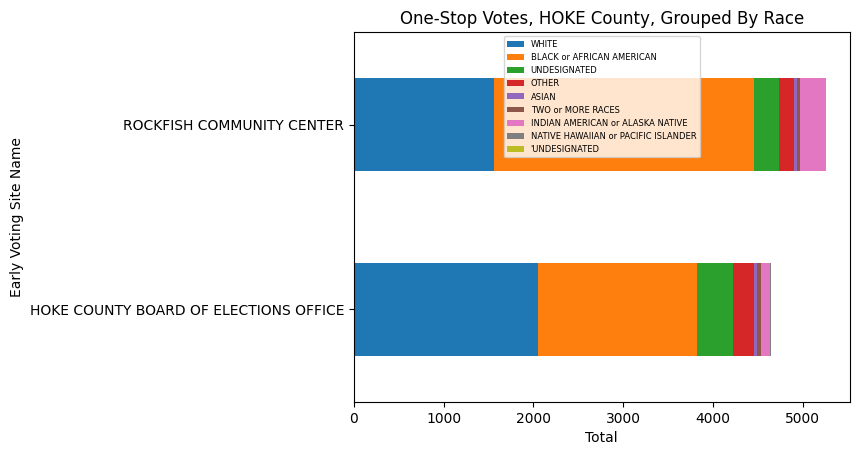 One-Stop Votes, HOKE County, Grouped By Race
WHITE
BLACK or AFRICAN AMERICAN
UNDESIGNATED
OTHER
ASIAN
TWO or MORE RACES
INDIAN AMERICAN or ALASKA NATIVE
NATIVE HAWAIIAN or PACIFIC ISLANDER
'UNDESIGNATED
Early Voting Site Name
ROCKFISH COMMUNITY CENTER
HOKE COUNTY BOARD OF ELECTIONS OFFICE
0 1000 2000 3000 4000 5000
Total